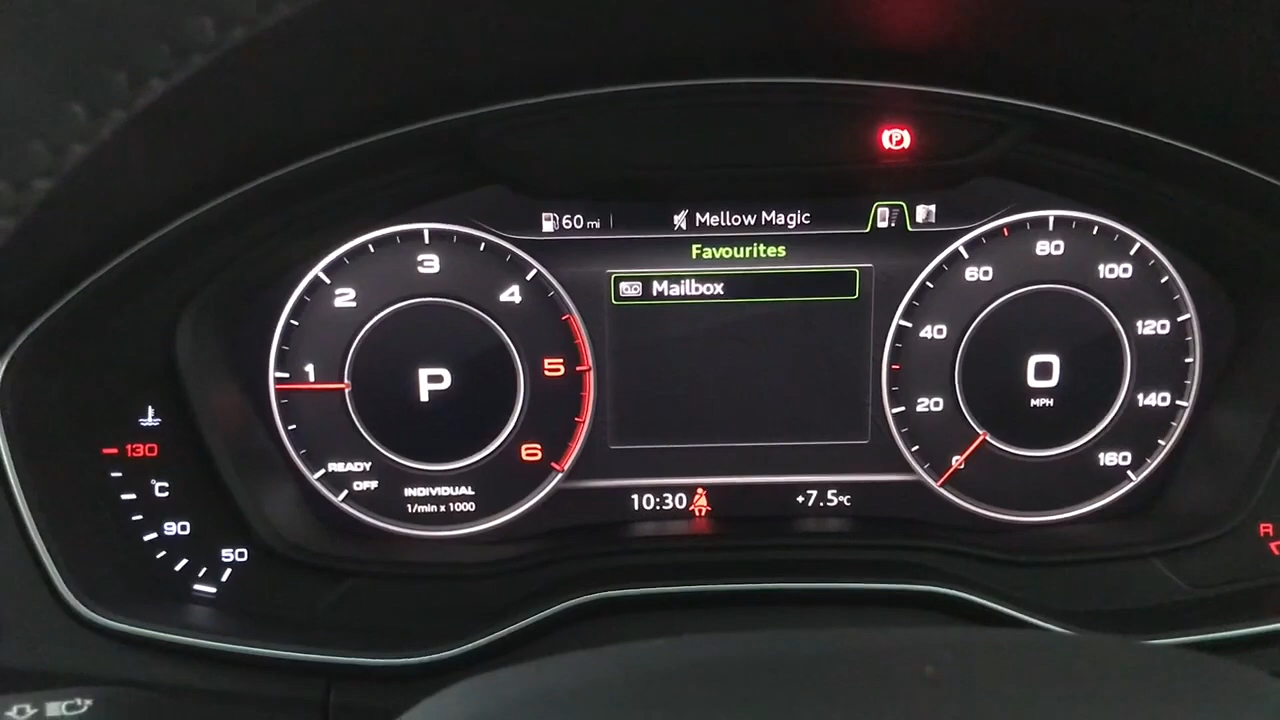 60 mi
Mellow Magic
Favourites
Mailbox
1
2
3
4
5
6
P
READY
OFF
INDIVIDUAL
1/min x 1000
0
20
40
60
80
100
120
140
160
0
MPH
130
°C
90
50
10:30
+7.5°C
P
R